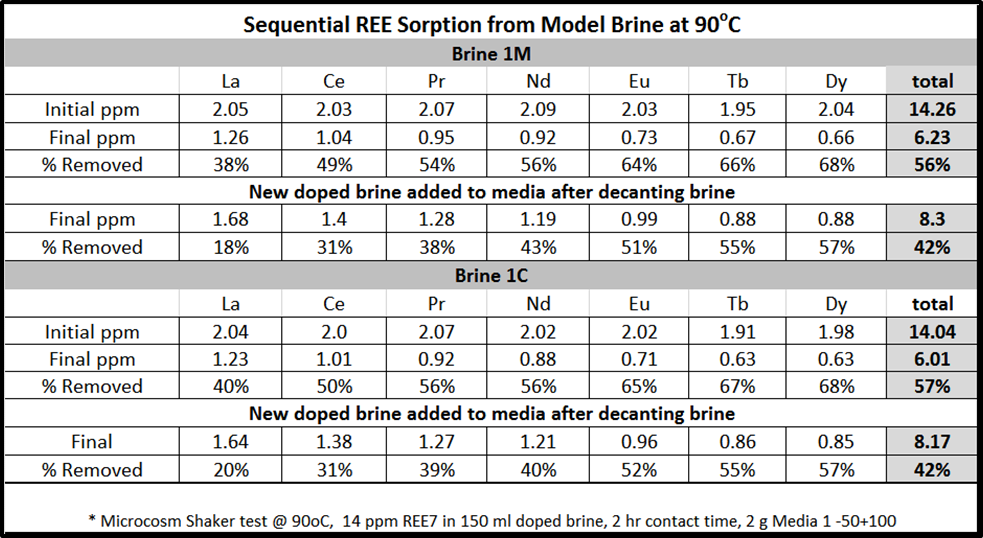 Sequential REE Sorption from Model Brine at 90°C
Brine 1M
La Ce Pr Nd Eu Tb Dy total
Initial ppm 2.05 2.03 2.07 2.09 2.03 1.95 2.04 14.26
Final ppm 1.26 1.04 0.95 0.92 0.73 0.67 0.66 6.23
% Removed 38% 49% 54% 56% 64% 66% 68% 56%
New doped brine added to media after decanting brine
Final ppm 1.68 1.4 1.28 1.19 0.99 0.88 0.88 8.3
% Removed 18% 31% 38% 43% 51% 55% 57% 42%
Brine 1C
La Ce Pr Nd Eu Tb Dy total
Initial ppm 2.04 2.0 2.07 2.02 2.02 1.91 1.98 14.04
Final ppm 1.23 1.01 0.92 0.88 0.71 0.63 0.63 6.01
% Removed 40% 50% 56% 56% 65% 67% 68% 57%
New doped brine added to media after decanting brine
Final 1.64 1.38 1.27 1.21 0.96 0.86 0.85 8.17
% Removed 20% 31% 39% 40% 52% 55% 57% 42%
* Microcosm Shaker test @ 90oC, 14 ppm REE7 in 150 ml doped brine, 2 hr contact time, 2 g Media 1 -50+100